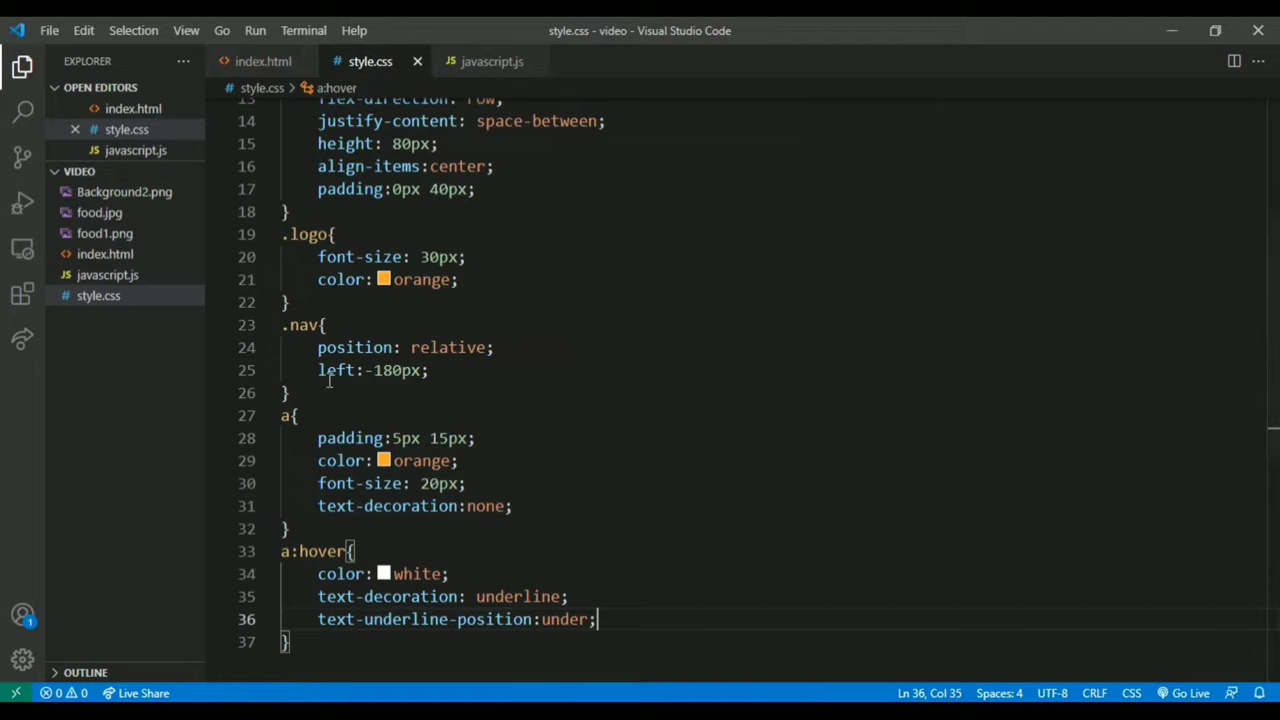 File Edit Selection View Go Run Terminal Help
style.css - video - Visual Studio Code
EXPLORER
OPEN EDITORS
index.html
style.css
JS javascript.js
VIDEO
Background2.png
food.jpg
food1.png
index.html
JS javascript.js
# style.css
OUTLINE
index.html
# style.css
JS javascript.js
# style.css > a:hover
13 flex-direction: row;
14 justify-content: space-between;
15 height: 80px;
16 align-items:center;
17 padding:0px 40px;
18 }
19 .logo{
20 font-size: 30px;
21 color: orange;
22 }
23 .nav{
24 position: relative;
25 left:-180px;
26 }
27 a{
28 padding:5px 15px;
29 color: orange;
30 font-size: 20px;
31 text-decoration:none;
32 }
33 a:hover{
34 color: white;
35 text-decoration: underline;
36 text-underline-position:under;
37 }
1
0 0 Live Share
Ln 36, Col 35 Spaces: 4 UTF-8 CRLF CSS Go Live